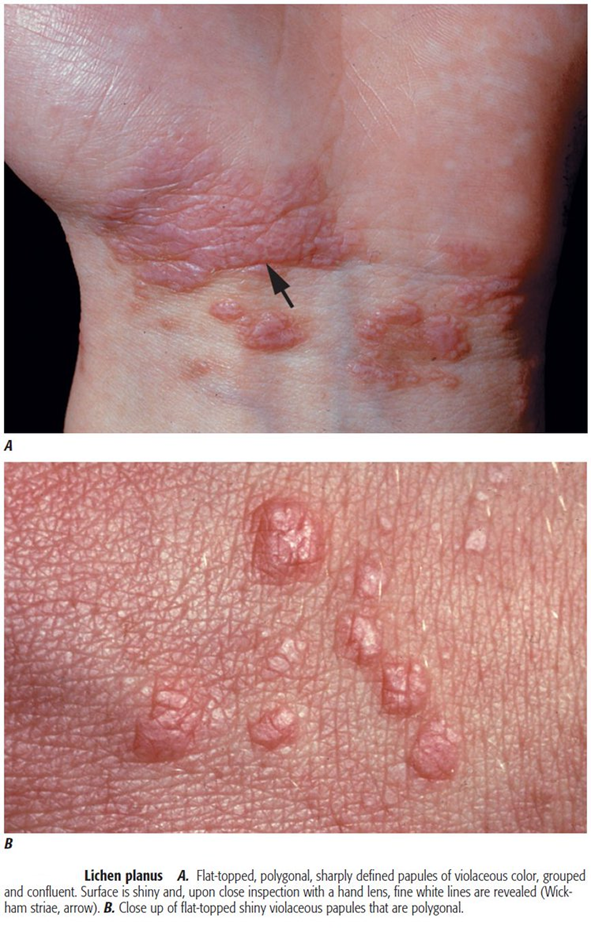 A
B
Lichen planus A. Flat-topped, polygonal, sharply defined papules of violaceous color, grouped
and confluent. Surface is shiny and, upon close inspection with a hand lens, fine white lines are revealed (Wick-
ham striae, arrow). B. Close up of flat-topped shiny violaceous papules that are polygonal.